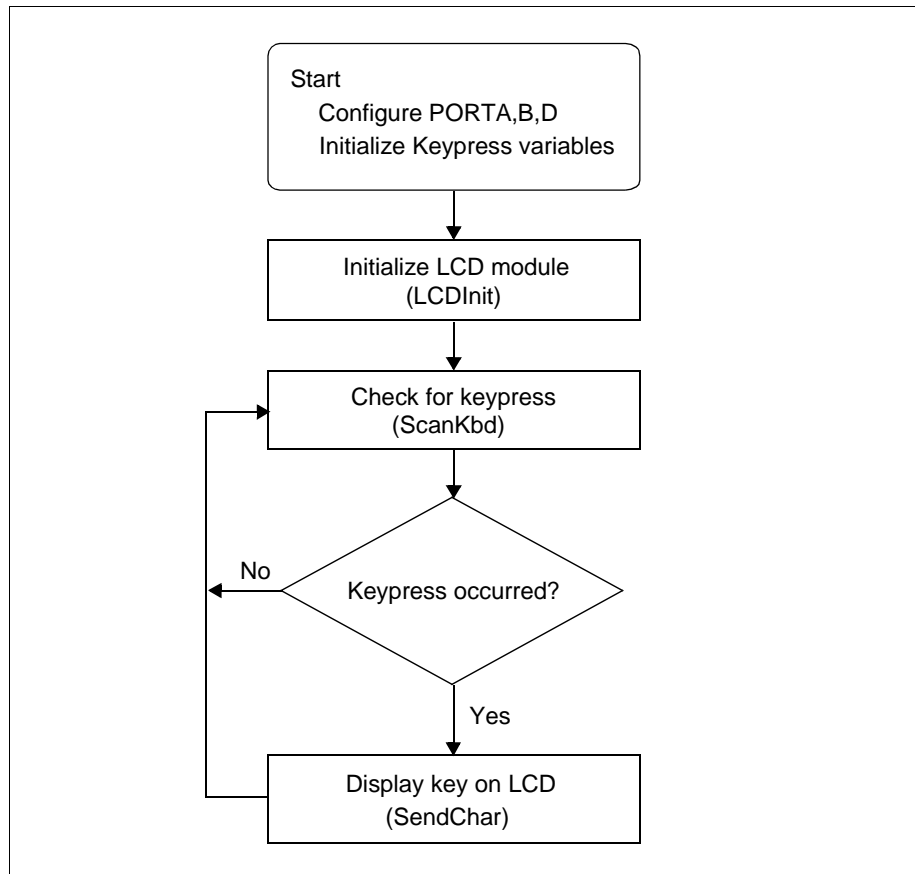 Start
Configure PORTA,B,D
Initialize Keypress variables
Initialize LCD module
(LCDInit)
Check for keypress
(ScanKbd)
No
Keypress occurred?
Yes
Display key on LCD
(SendChar)